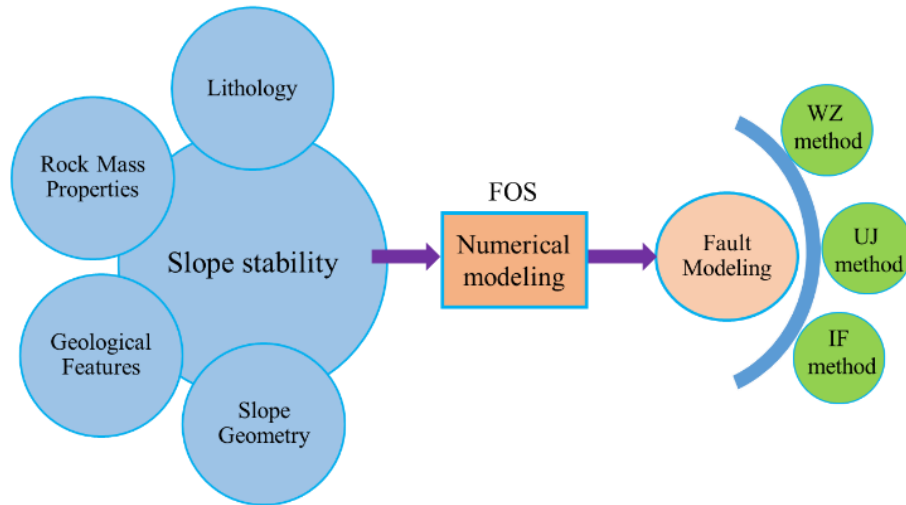 Lithology
Rock Mass
Properties
Slope stability
Geological
Features
Slope
Geometry
FOS
Numerical
modeling
Fault
Modeling
WZ
method
UJ
method
IF
method